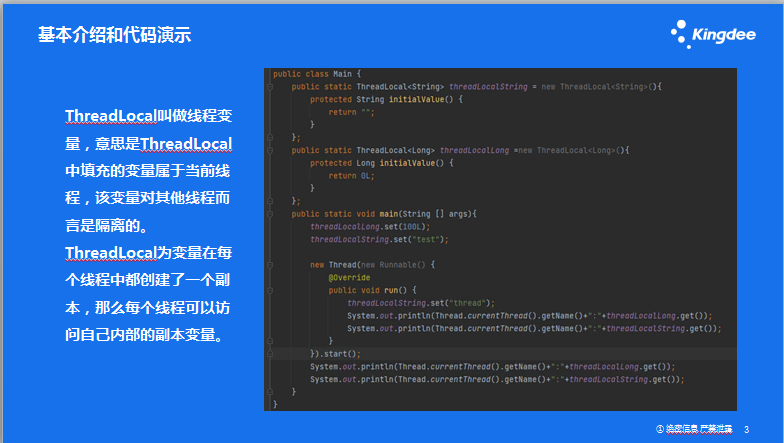 基本介绍和代码演示
Kingdee
ThreadLocal叫做线程变
量，意思是ThreadLocal
中填充的变量属于当前线
程，该变量对其他线程而
言是隔离的。
ThreadLocal为变量在每
个线程中都创建了一个副
本，那么每个线程可以访
问自己内部的副本变量。
public class Main {
public static ThreadLocal<String> threadLocalString = new ThreadLocal<String>(){
protected String initialValue() {
return "";
}
};
public static ThreadLocal<Long> threadLocalLong =new ThreadLocal<Long>(){
protected Long initialValue() {
return 0L;
}
};
public static void main(String [] args){
threadLocalLong.set(100L);
threadLocalString.set("test");
new Thread(new Runnable() {
@Override
public void run() {
threadLocalString.set("thread");
System.out.println(Thread.currentThread().getName()+":"+threadLocalLong.get());
System.out.println(Thread.currentThread().getName()+":"+threadLocalString.get());
}
}).start();
System.out.println(Thread.currentThread().getName()+":"+threadLocalLong.get());
System.out.println(Thread.currentThread().getName()+":"+threadLocalString.get());
}
}
绝密信息 严禁泄露 3